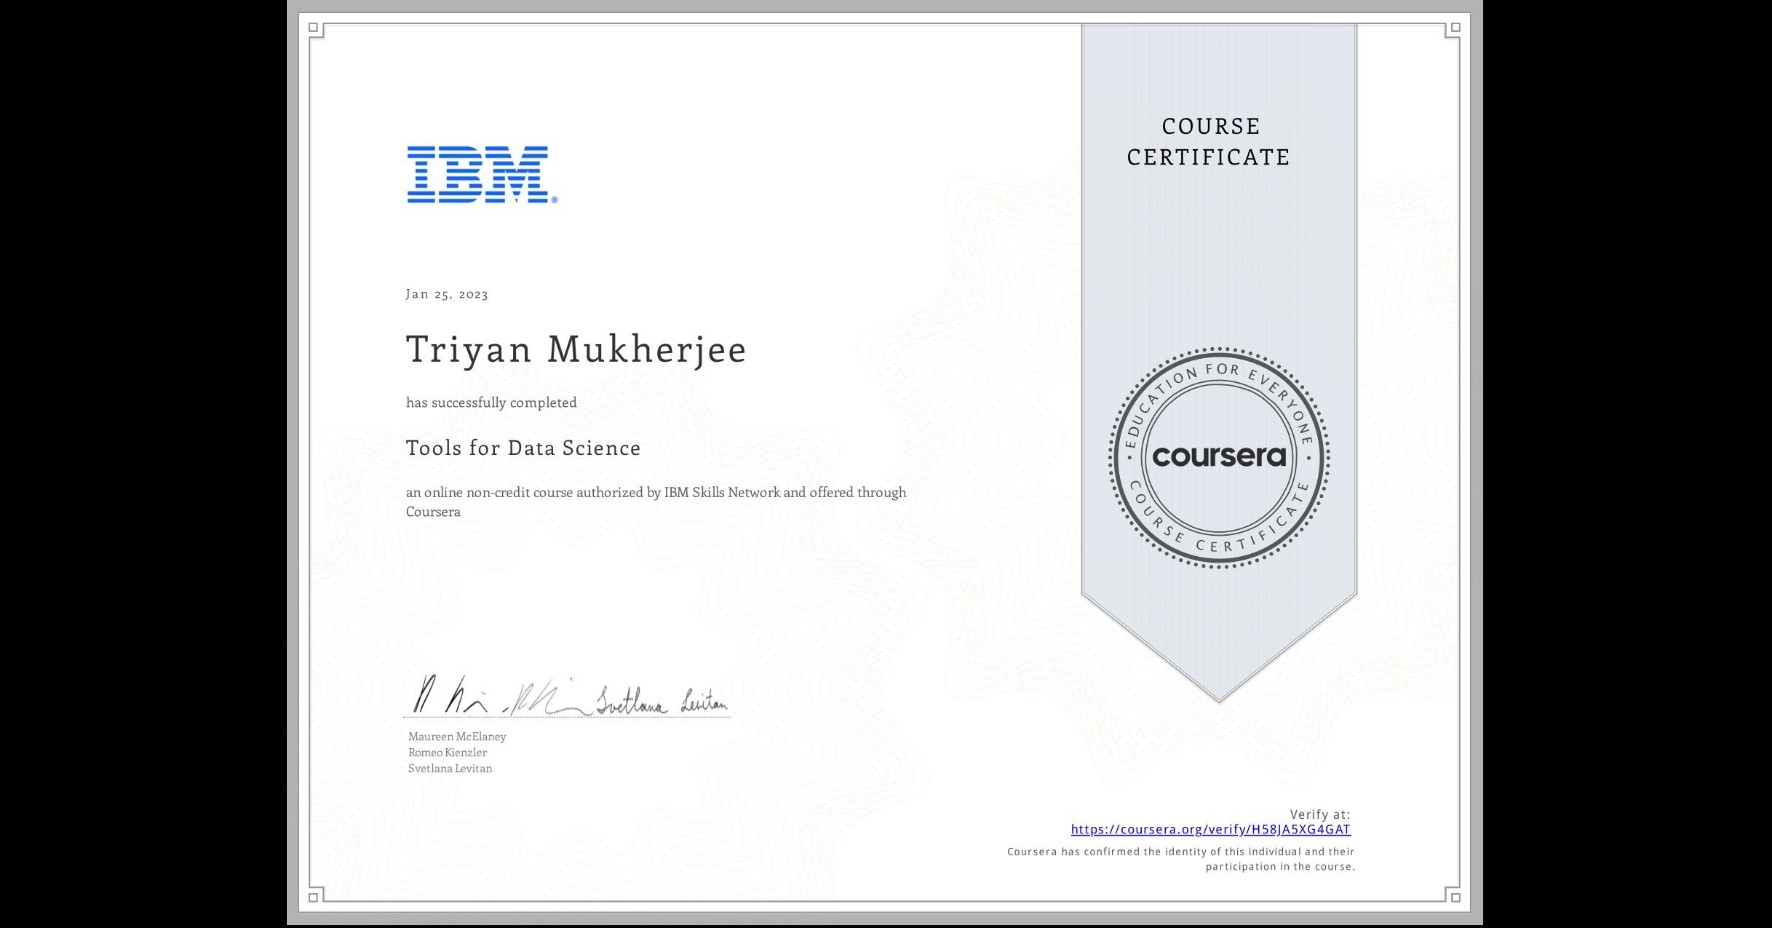 IBM®
COURSE
CERTIFICATE
Jan 25, 2023
Triyan Mukherjee
has successfully completed
Tools for Data Science
an online non-credit course authorized by IBM Skills Network and offered through
Coursera
EDUCATION FOR EVERYONE
coursera
COURSE CERTIFICATE
Svetlana Levitan
Maureen McElaney
Romeo Kienzler
Svetlana Levitan
Verify at:
https://coursera.org/verify/H58JA5XG4GAT
Coursera has confirmed the identity of this individual and their
participation in the course.